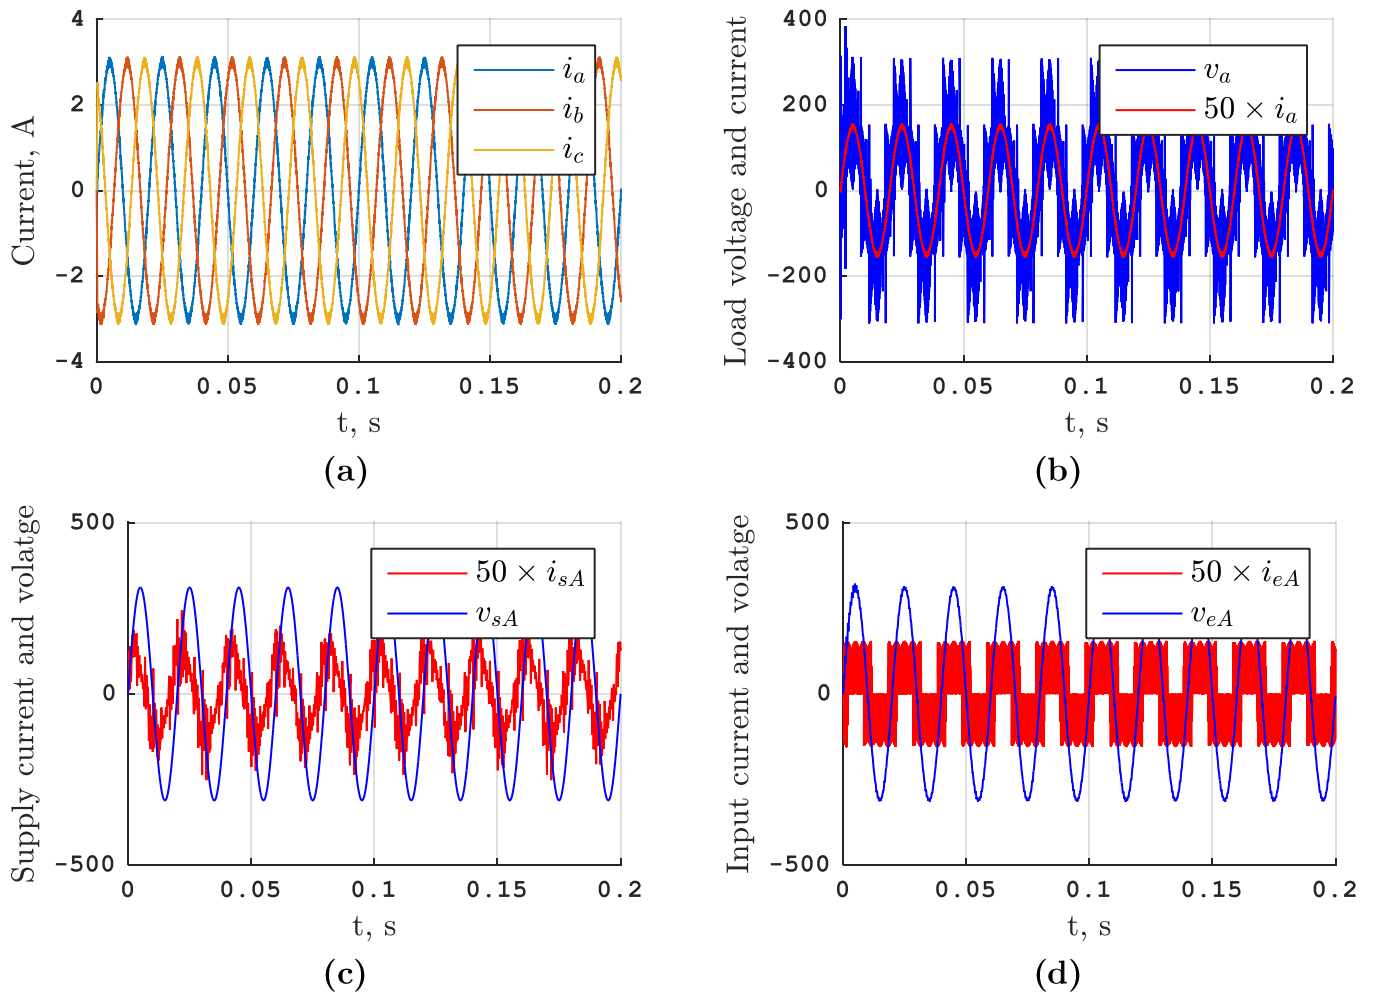 Current, A
4
2
0
−2
−4
i_a
i_b
i_c
0 0.05 0.1 0.15 0.2
t, s
(a)
Load voltage and current
400
200
0
−200
−400
v_a
50 × i_a
0 0.05 0.1 0.15 0.2
t, s
(b)
Supply current and volatge
500
0
−500
50 × i_sA
v_sA
0 0.05 0.1 0.15 0.2
t, s
(c)
Input current and volatge
500
0
−500
50 × i_eA
v_eA
0 0.05 0.1 0.15 0.2
t, s
(d)